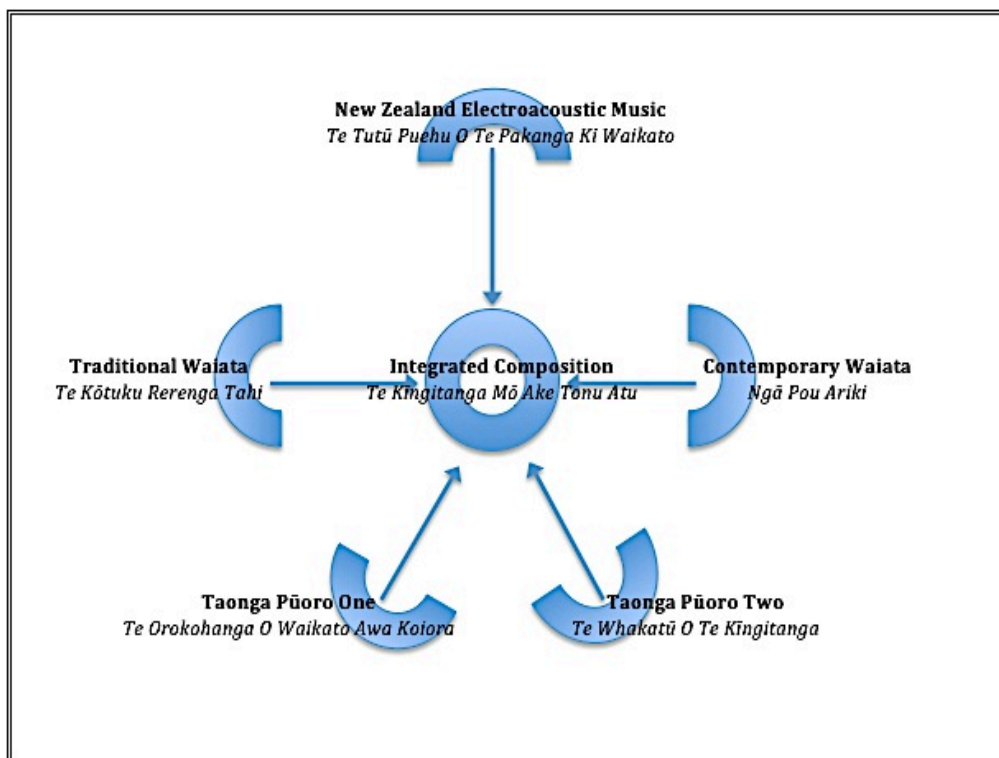 New Zealand Electroacoustic Music
Te Tutū Puehu O Te Pakanga Ki Waikato
Traditional Waiata
Te Kōtuku Rerenga Tahi
Integrated Composition
Te Kīngitanga Mō Ake Tonu Atu
Contemporary Waiata
Ngā Pou Ariki
Taonga Pūoro One
Te Orokohanga O Waikato Awa Koiora
Taonga Pūoro Two
Te Whakatū O Te Kīngitanga